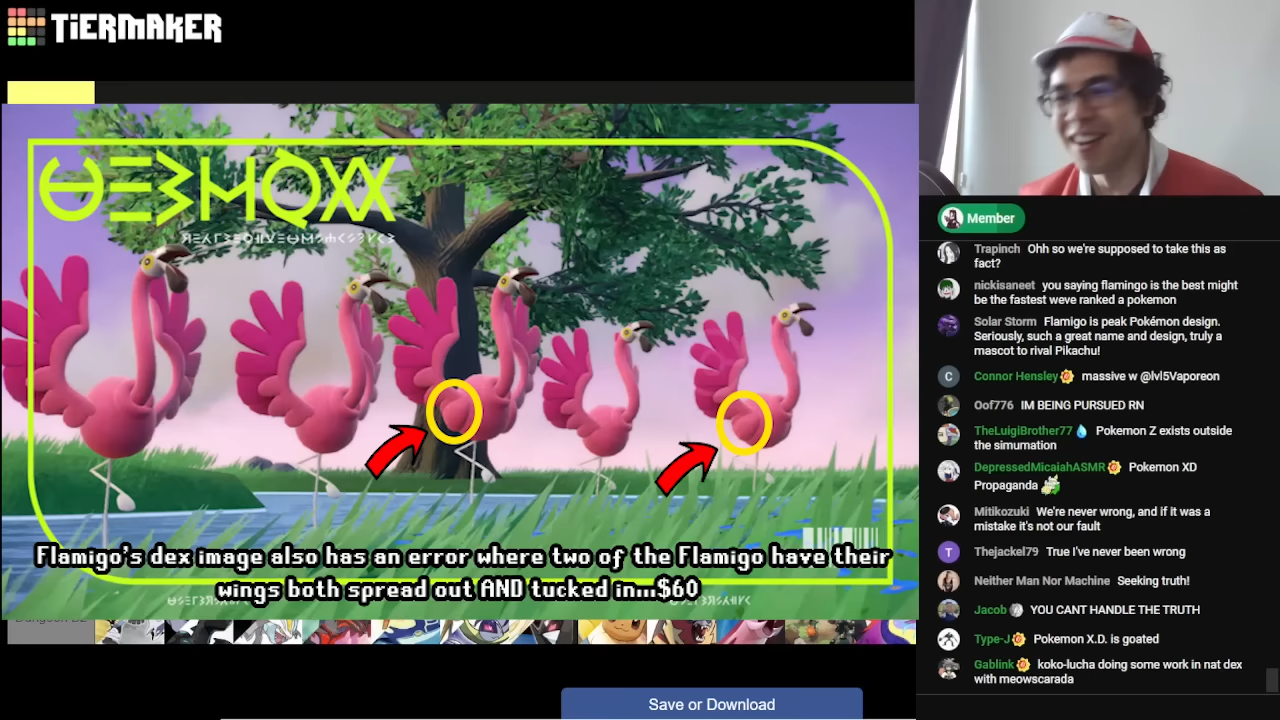 TiERMAKER
Flamigo's dex image also has an error where two of the Flamigo have their
wings both spread out AND tucked in...$60
Save or Download
Member
Trapinch Ohh so we're supposed to take this as
fact?
nickisaneet you saying flamingo is the best might
be the fastest weve ranked a pokemon
Solar Storm Flamigo is peak Pokémon design.
Seriously, such a great name and design, truly a
mascot to rival Pikachu!
Connor Hensley massive w @lvl5Vaporeon
Oof776 IM BEING PURSUED RN
TheLuigiBrother77 Pokemon Z exists outside
the simumation
DepressedMicaiahASMR Pokemon XD
Propaganda
Mitikozuki We're never wrong, and if it was a
mistake it's not our fault
Thejackel79 True I've never been wrong
Neither Man Nor Machine Seeking truth!
Jacob YOU CANT HANDLE THE TRUTH
Type-J Pokemon X.D. is goated
Gablink koko-lucha doing some work in nat dex
with meowscarada